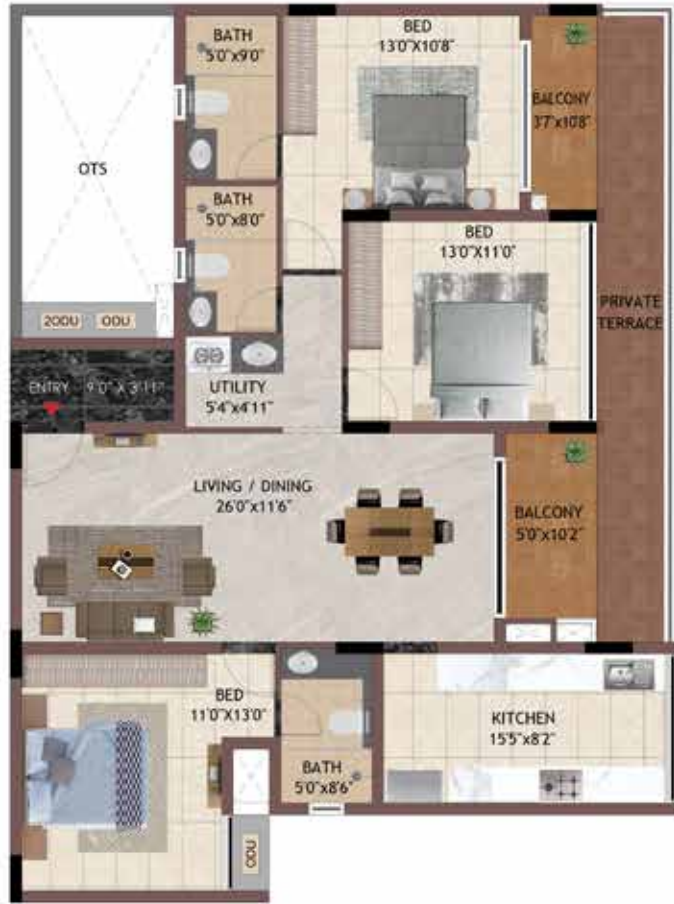 BATH
5'0"x9'0"
BED
13'0"X10'8"
BALCONY
3'7"x10'8"
OTS
BATH
5'0"x8'0"
BED
13'0"X11'0"
PRIVATE
TERRACE
2ODU ODU
ENTRY 9'0" X 3'11"
UTILITY
5'4"x4'11"
LIVING / DINING
26'0"x11'6"
BALCONY
5'0"x10'2"
BED
11'0"X13'0"
KITCHEN
15'5"x8'2"
BATH
5'0"x8'6"
ODU